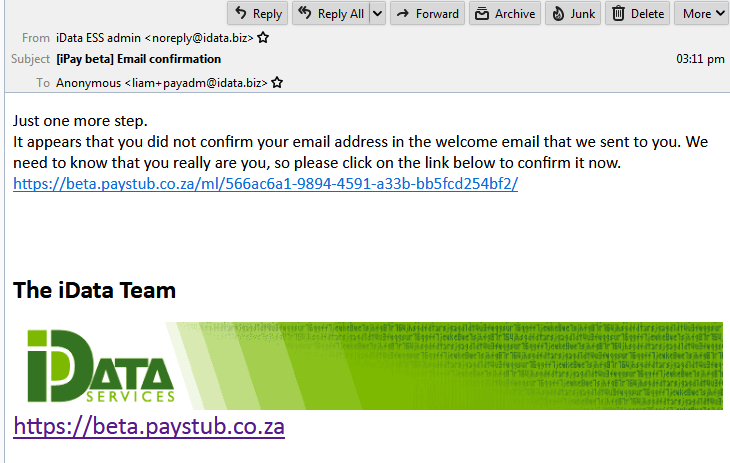 Reply Reply All Forward Archive Junk Delete More
From iData ESS admin <noreply@idata.biz>
Subject [iPay beta] Email confirmation 03:11 pm
To Anonymous <liam+payadm@idata.biz>
Just one more step.
It appears that you did not confirm your email address in the welcome email that we sent to you. We
need to know that you really are you, so please click on the link below to confirm it now.
https://beta.paystub.co.za/ml/566ac6a1-9894-4591-a33b-bb5fcd254bf2/
The iData Team
iDATA
SERVICES
https://beta.paystub.co.za